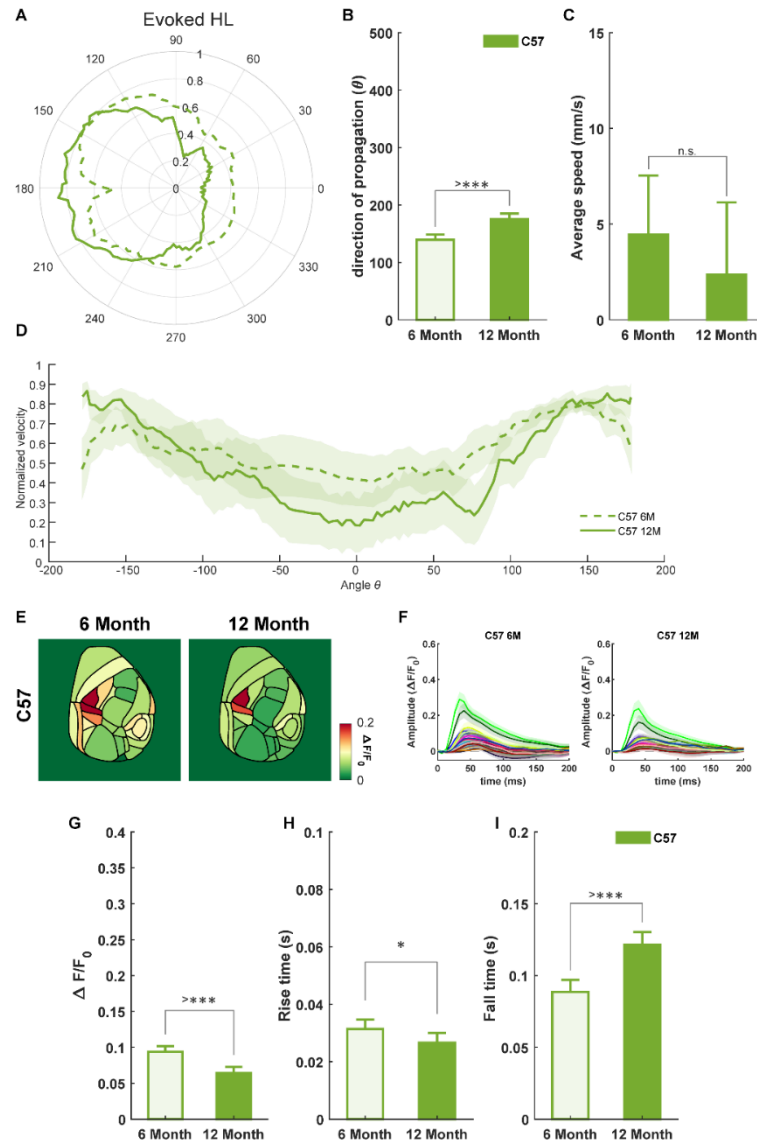 A
Evoked HL
90
120
60
1
0.8
150
0.6
30
0.4
0.2
180
0
0
210
330
240
300
270
B
C57
direction of propagation (θ)
500
400
300
200
100
0
>***
6 Month
12 Month
C
Average speed (mm/s)
15
5
0
n.s.
6 Month
12 Month
D
Normalized velocity
1
0.9
0.8
0.7
0.6
0.5
0.4
0.3
0.2
0.1
0
-200
-150
-100
-50
0
50
100
150
200
Angle θ
C57 6M
C57 12M
E
6 Month
12 Month
C57
0.2
Δ F/F0
0
F
C57 6M
Amplitude (ΔF/F0)
0.6
0.4
0.2
0
0
50
100
150
200
time (ms)
C57 12M
Amplitude (ΔF/F0)
0.6
0.4
0.2
0
0
50
100
150
200
time (ms)
G
Δ F/F0
0.4
0.35
0.3
0.25
0.2
0.15
0.1
0.05
0
>***
6 Month
12 Month
H
Rise time (s)
0.1
0.08
0.06
0.04
0.02
0
*
6 Month
12 Month
I
C57
Fall time (s)
0.2
0.15
0.1
0.05
0
>***
6 Month
12 Month